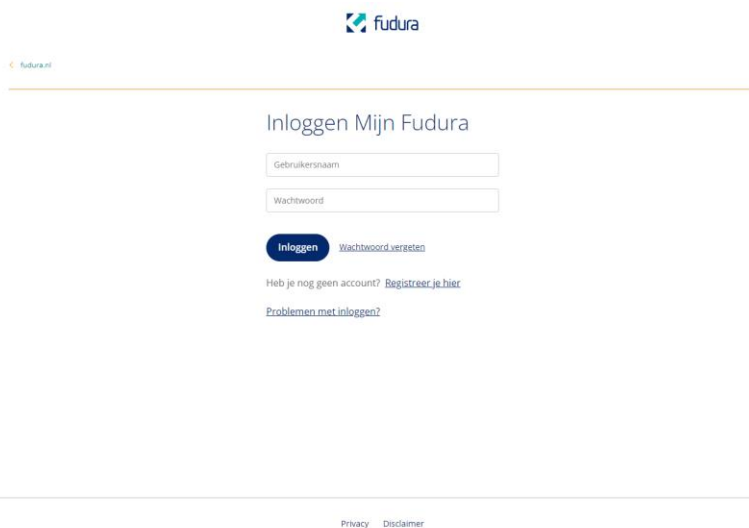 fudura
fudura.nl
Inloggen Mijn Fudura
Gebruikersnaam
Wachtwoord
Inloggen Wachtwoord vergeten
Heb je nog geen account? Registreer je hier
Problemen met inloggen?
Privacy Disclaimer